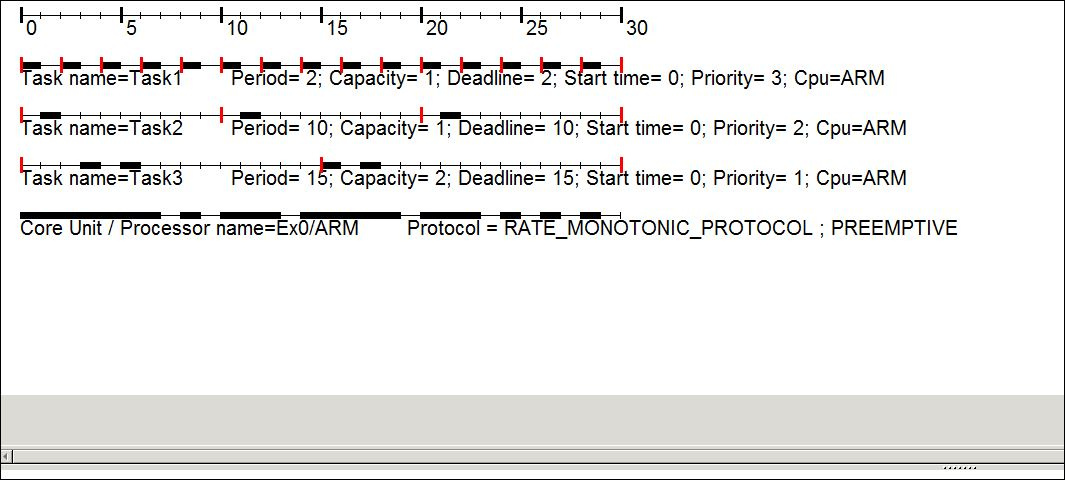 0 5 10 15 20 25 30
Task name=Task1 Period= 2; Capacity= 1; Deadline= 2; Start time= 0; Priority= 3; Cpu=ARM
Task name=Task2 Period= 10; Capacity= 1; Deadline= 10; Start time= 0; Priority= 2; Cpu=ARM
Task name=Task3 Period= 15; Capacity= 2; Deadline= 15; Start time= 0; Priority= 1; Cpu=ARM
Core Unit / Processor name=Ex0/ARM Protocol = RATE_MONOTONIC_PROTOCOL ; PREEMPTIVE